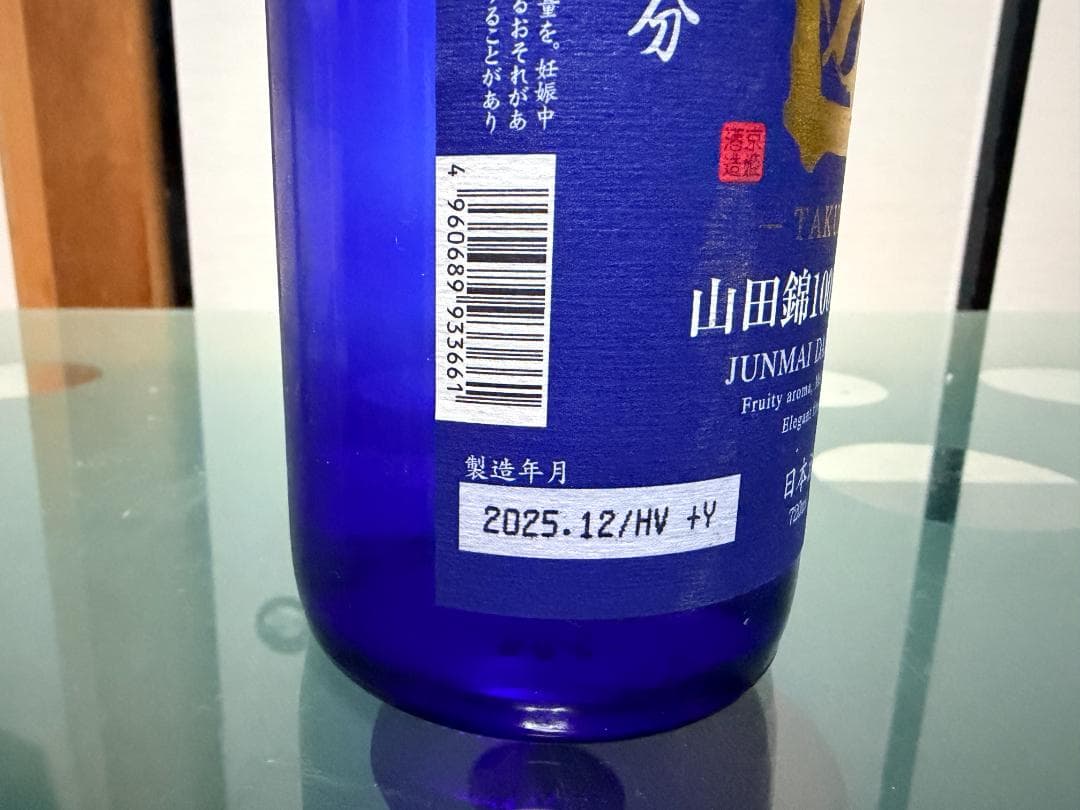 分
量を。妊娠中
るおそれがあ
ることがあり
京姫
酒造
TAKU
山田錦100
JUNMAI DA
Fruity aroma,
Elegant
日本
720m
4 960689 933661
製造年月
2025.12/HV +Y